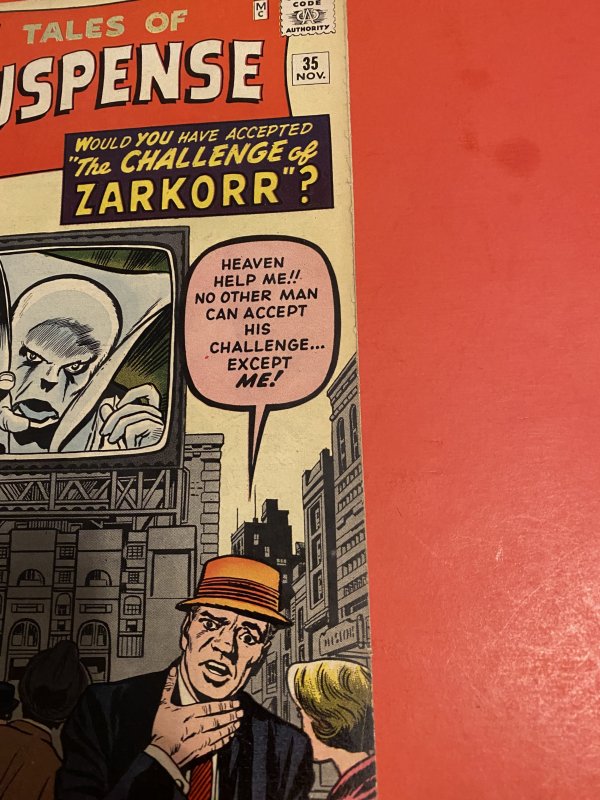 TALES OF
USPENSE
M
C
CODE
CA
AUTHORITY
35
NOV.
WOULD YOU HAVE ACCEPTED
"The CHALLENGE of
ZARKORR"?
HEAVEN
HELP ME!!
NO OTHER MAN
CAN ACCEPT
HIS
CHALLENGE...
EXCEPT
ME!